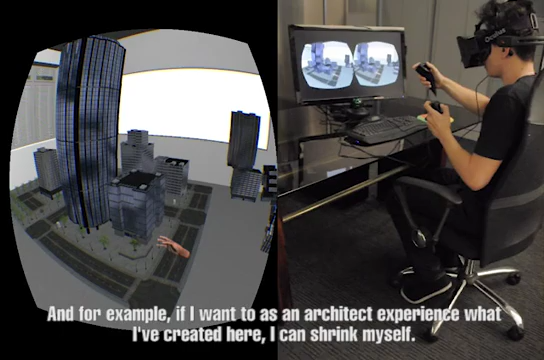 And for example, if I want to as an architect experience what
I've created here, I can shrink myself.